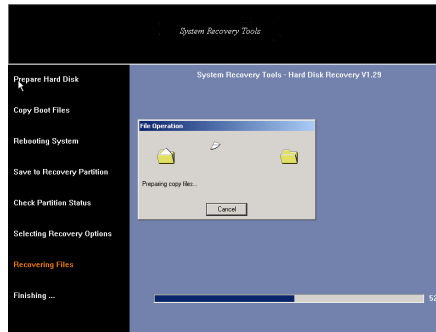 System Recovery Tools
System Recovery Tools - Hard Disk Recovery V1.29
Prepare Hard Disk
Copy Boot Files
Rebooting System
Save to Recovery Partition
Check Partition Status
Selecting Recovery Options
Recovering Files
Finishing ...
File Operation
Preparing copy files...
Cancel